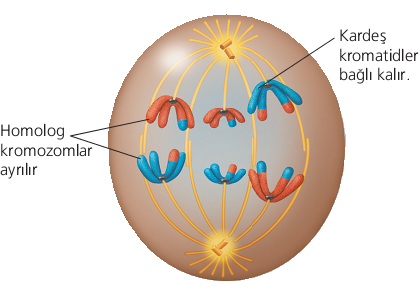 Kardeş
kromatidler
bağlı kalır.
Homolog
kromozomlar
ayrılır